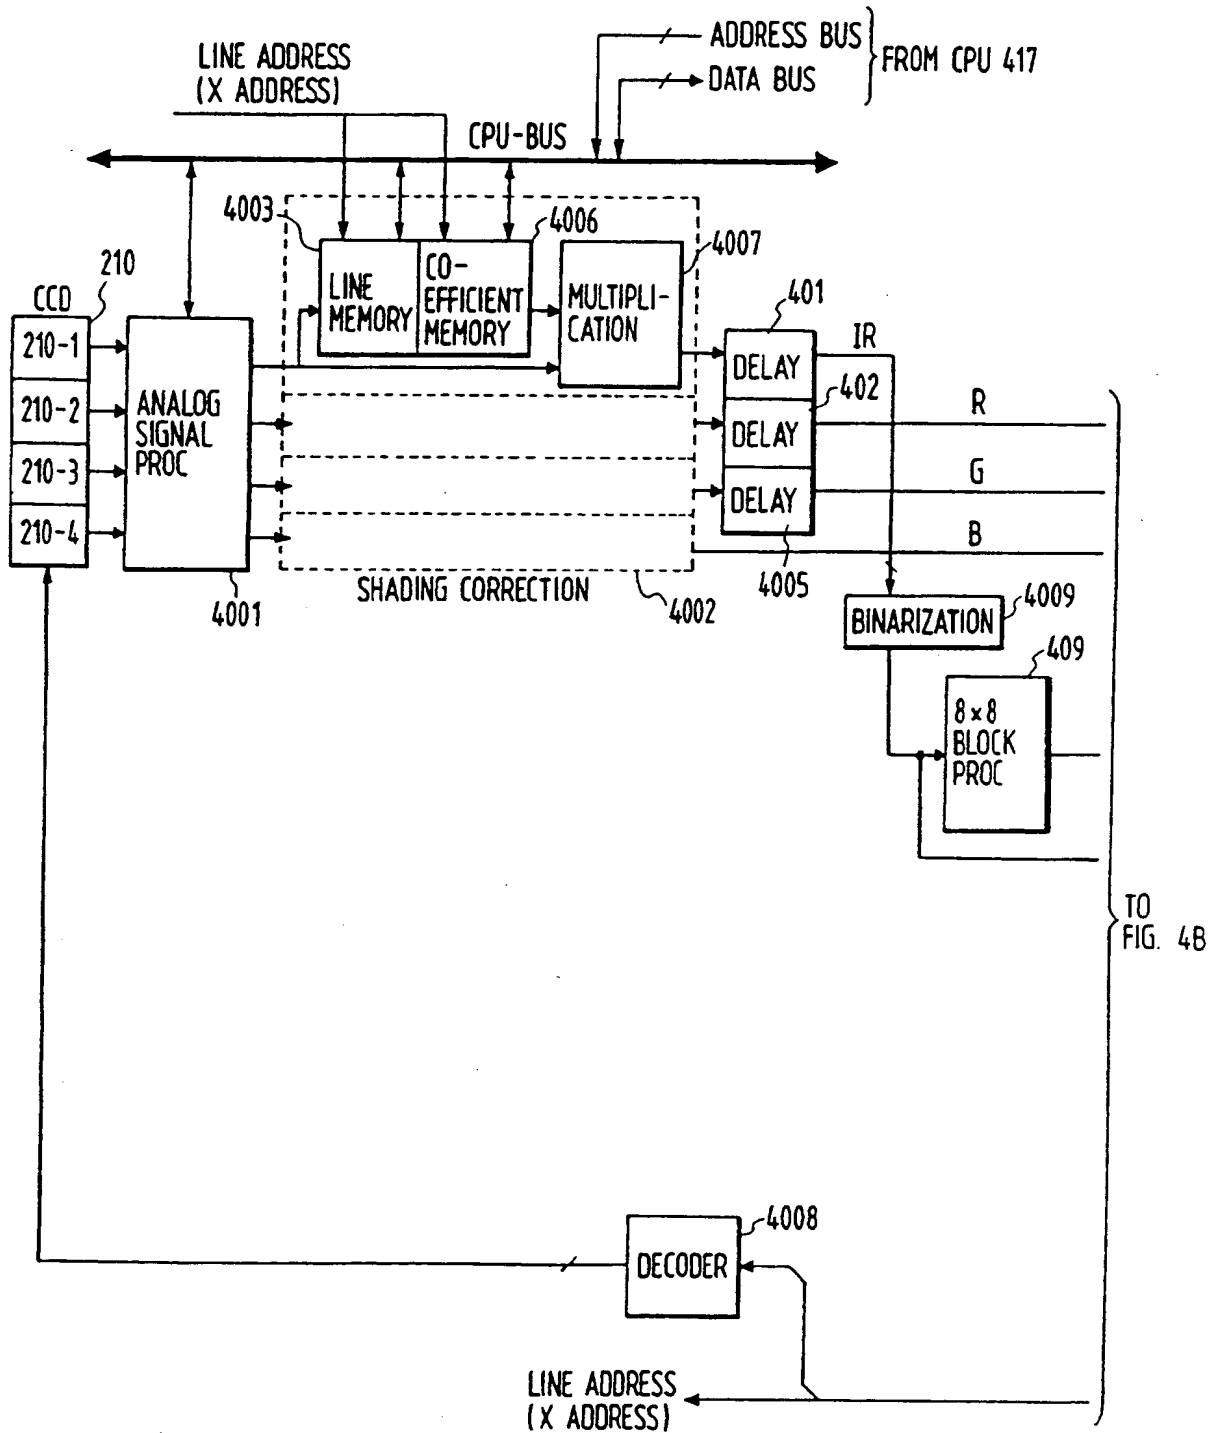 LINE ADDRESS
(X ADDRESS)
ADDRESS BUS
DATA BUS
FROM CPU 417
CPU-BUS
4003
4006
4007
210
CCD
210-1
210-2
210-3
210-4
ANALOG
SIGNAL
PROC
4001
LINE
MEMORY
CO-
EFFICIENT
MEMORY
MULTIPLI-
CATION
401
DELAY
402
DELAY
DELAY
4005
IR
R
G
B
SHADING CORRECTION
4002
BINARIZATION
4009
409
8×8
BLOCK
PROC
TO
FIG. 4B
DECODER
4008
LINE ADDRESS
(X ADDRESS)